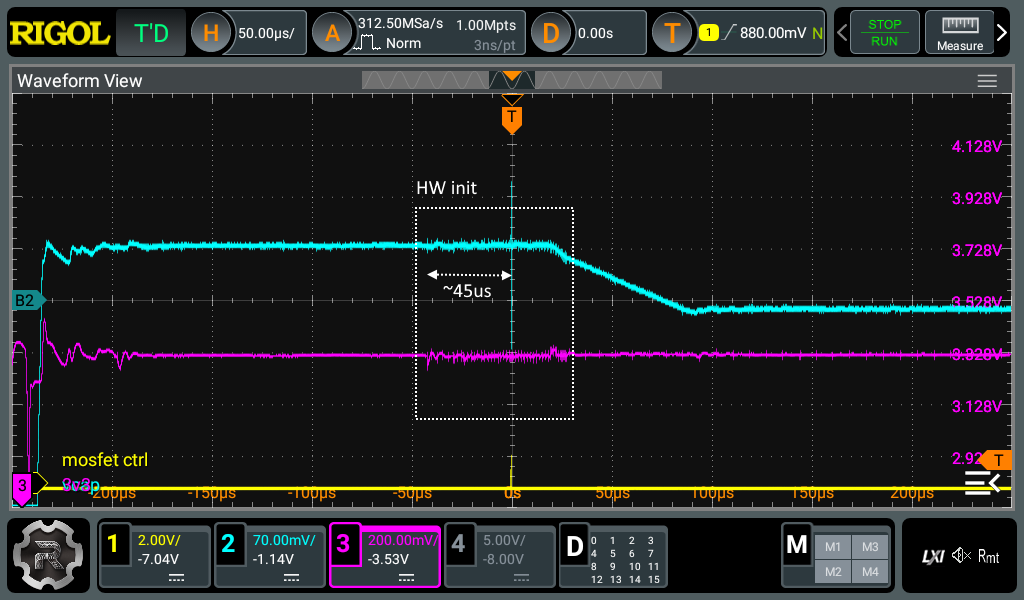 RIGOL T'D H 50.00µs/ A 312.50MSa/s 1.00Mpts D 0.00s T 1 880.00mV N STOP
Norm 3ns/pt RUN Measure
Waveform View
T
4.128V
HW init
3.928V
3.728V
~45us
B2
3.528V
3.328V
3.128V
mosfet ctrl
2.92 T
3
-200µs -150µs -100µs -50µs 0s 50µs 100µs 150µs 200µs
1 2.00V/ 2 70.00mV/ 3 200.00mV/ 4 5.00V/ D 0 1 2 3 M M1 M3
-7.04V -1.14V -3.53V -8.00V 4 5 6 7 LXI Rmt
8 9 10 11 M2 M4
12 13 14 15